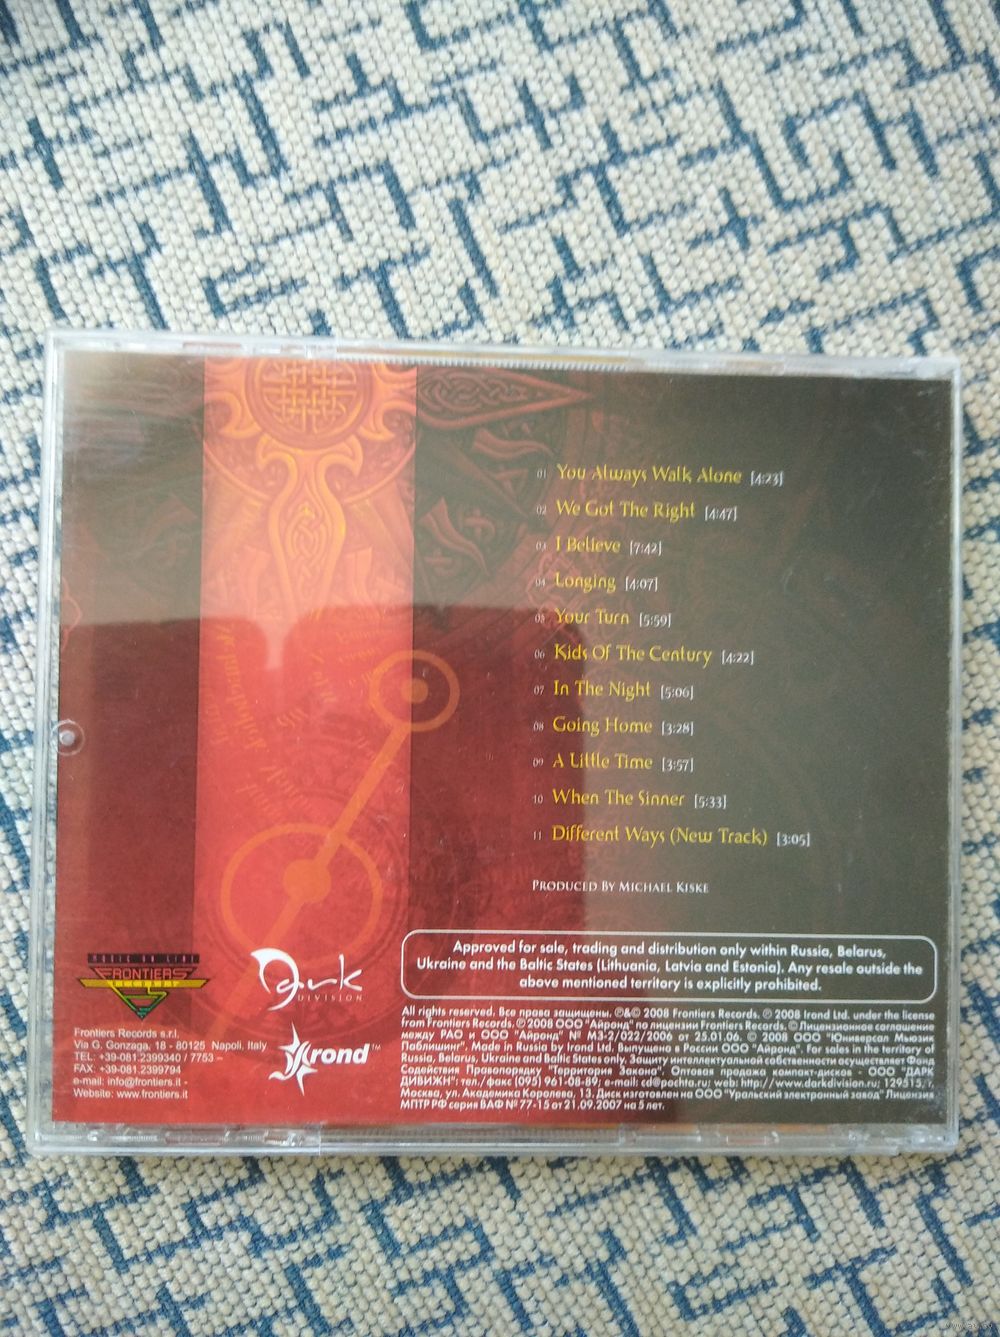 01 You Always Walk Alone [4:23]
02 We Got The Right [4:47]
03 I Believe [7:42]
04 Longing [4:07]
05 Your Turn [5:59]
06 Kids Of The Century [4:22]
07 In The Night [5:06]
08 Going Home [3:28]
09 A Little Time [3:57]
10 When The Sinner [5:33]
11 Different Ways (New Track) [3:05]
Produced By Michael Kiske
Approved for sale, trading and distribution only within Russia, Belarus,
Ukraine and the Baltic States (Lithuania, Latvia and Estonia). Any resale outside the
above mentioned territory is explicitly prohibited.
MUSIC ON LINE
FRONTIERS
RECORDS
Dark
DIVISION
Irond™
Frontiers Records s.r.l.
Via G. Gonzaga, 18 - 80125 Napoli, Italy
TEL: +39-081.2399340 / 7753 –
FAX: +39-081.2399794
e-mail: info@frontiers.it -
Website: www.frontiers.it
All rights reserved. Все права защищены. ℗&© 2008 Frontiers Records. ℗ 2008 Irond Ltd. under the license
from Frontiers Records. ℗ 2008 ООО "Айронд" по лицензии Frontiers Records. © Лицензионное соглашение
между РАО и ООО "Айронд" № МЗ-2/022/2006 от 25.01.06. © 2008 ООО "Юниверсал Мьюзик
Паблишинг". Made in Russia by Irond Ltd. Выпущено в России ООО "Айронд". For sales in the territory of
Russia, Belarus, Ukraine and Baltic States only. Защиту интеллектуальной собственности осуществляет Фонд
Содействия Правопорядку "Территория Закона". Оптовая продажа компакт-дисков - ООО "ДАРК
ДИВИЖН": тел./факс (095) 961-08-89; e-mail: cd@pochta.ru; web: http://www.darkdivision.ru; 129515, г.
Москва, ул. Академика Королева, 13. Диск изготовлен на ООО "Уральский электронный завод" Лицензия
МПТР РФ серия ВАФ № 77-15 от 21.09.2007 на 5 лет.